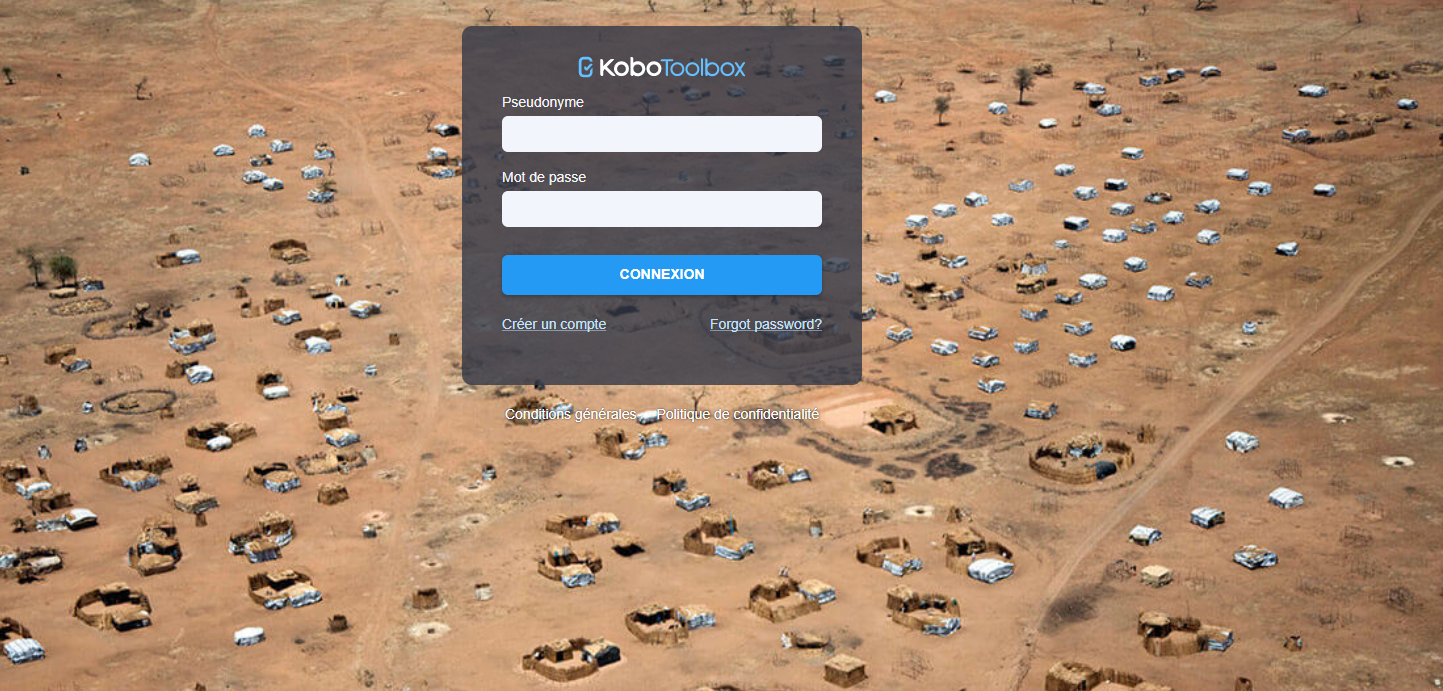 KoboToolbox
Pseudonyme
Mot de passe
CONNEXION
Créer un compte Forgot password?
Conditions générales Politique de confidentialité